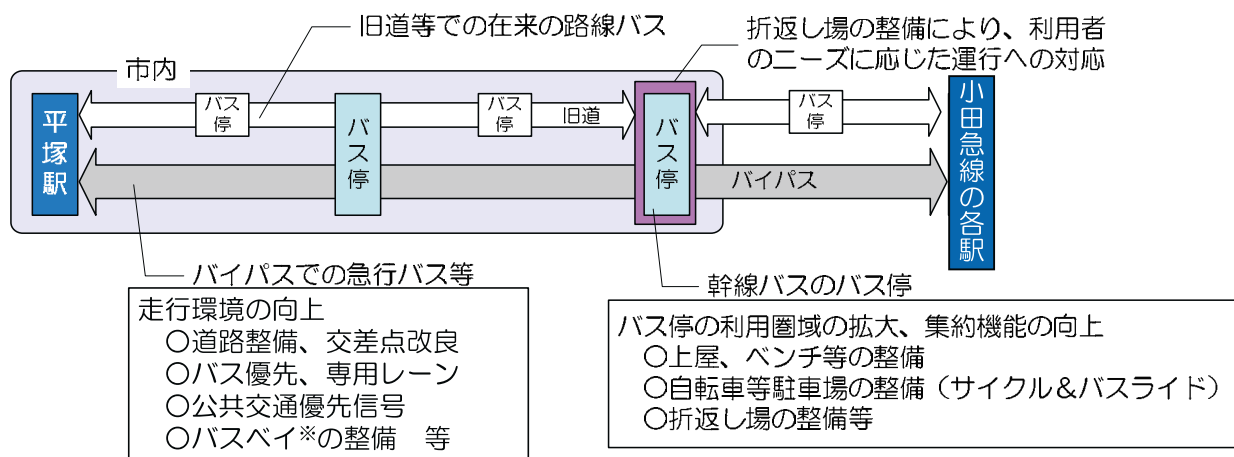 旧道等での在来の路線バス
折返し場の整備により、利用者
のニーズに応じた運行への対応
市内
平塚駅
バス停
バス停
バス停
旧道
バス停
バス停
小田急線の各駅
バイパス
バイパスでの急行バス等
幹線バスのバス停
走行環境の向上
○道路整備、交差点改良
○バス優先、専用レーン
○公共交通優先信号
○バスベイ※の整備　等
バス停の利用圏域の拡大、集約機能の向上
○上屋、ベンチ等の整備
○自転車等駐車場の整備（サイクル＆バスライド）
○折返し場の整備等